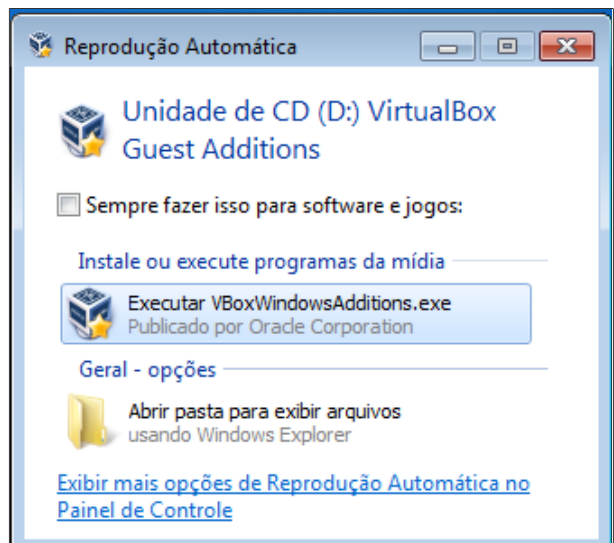 Reprodução Automática
Unidade de CD (D:) VirtualBox
Guest Additions
Sempre fazer isso para software e jogos:
Instale ou execute programas da mídia
Executar VBoxWindowsAdditions.exe
Publicado por Oracle Corporation
Geral - opções
Abrir pasta para exibir arquivos
usando Windows Explorer
Exibir mais opções de Reprodução Automática no
Painel de Controle